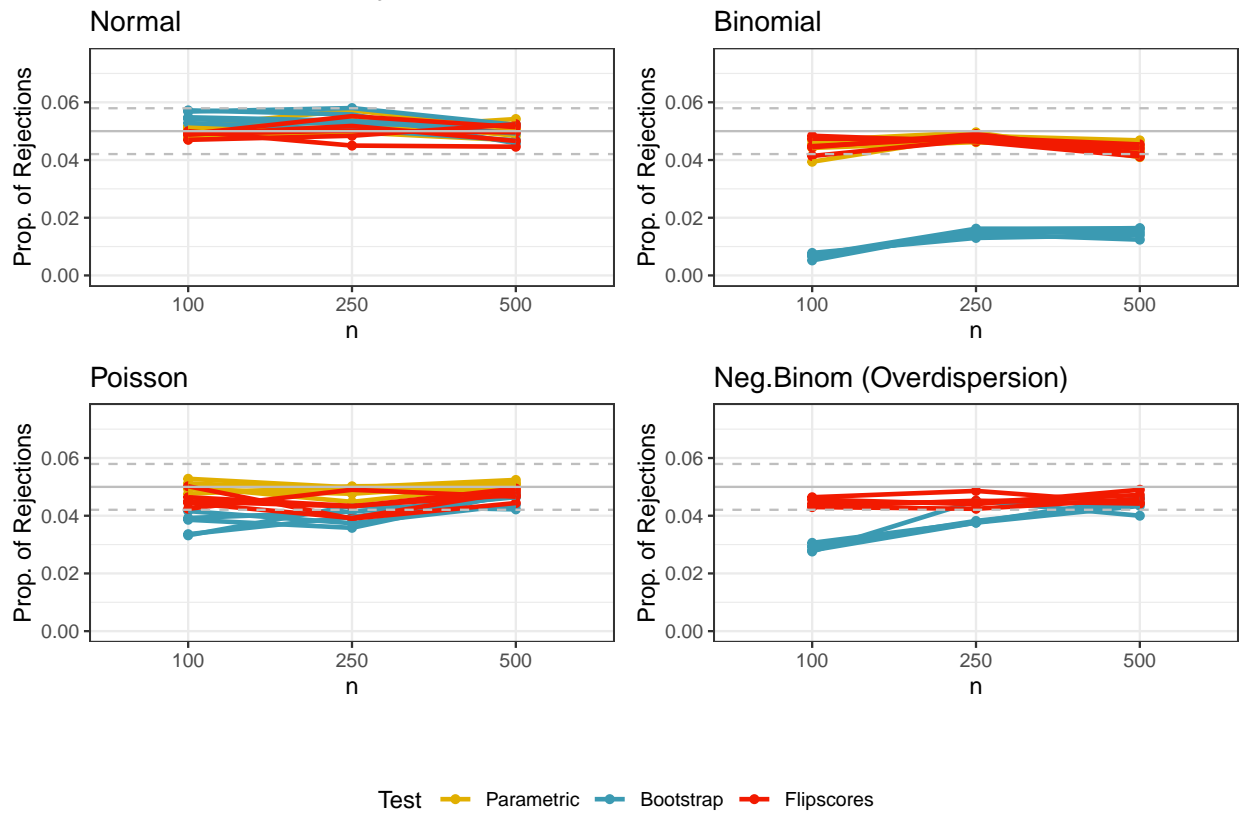 Normal
Prop. of Rejections
0.06
0.04
0.02
0.00
100 250 500
n
Binomial
Prop. of Rejections
0.06
0.04
0.02
0.00
100 250 500
n
Poisson
Prop. of Rejections
0.06
0.04
0.02
0.00
100 250 500
n
Neg.Binom (Overdispersion)
Prop. of Rejections
0.06
0.04
0.02
0.00
100 250 500
n
Test Parametric Bootstrap Flipscores